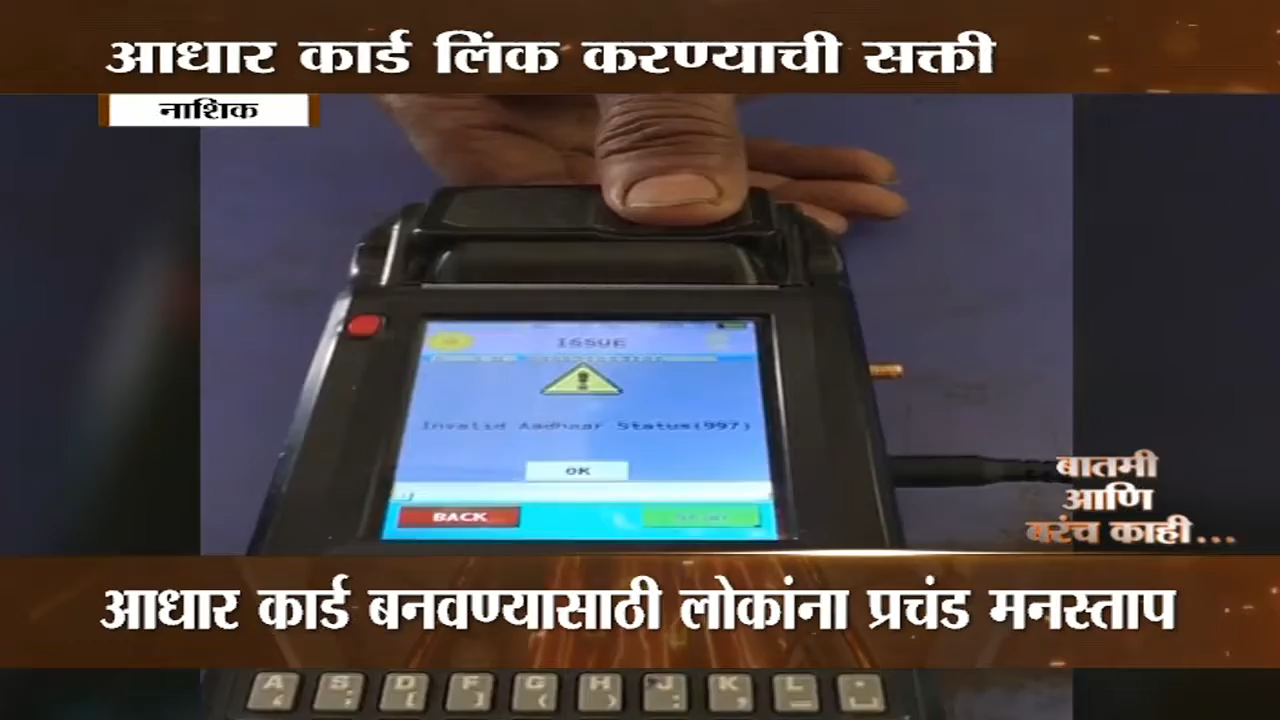 आधार कार्ड लिंक करण्याची सक्ती
नाशिक
ISSUE
Invalid Aadhaar Status(997)
OK
BACK
बातमी
आणि
बरंच काही...
आधार कार्ड बनवण्यासाठी लोकांना प्रचंड मनस्ताप
A S D F G H J K L